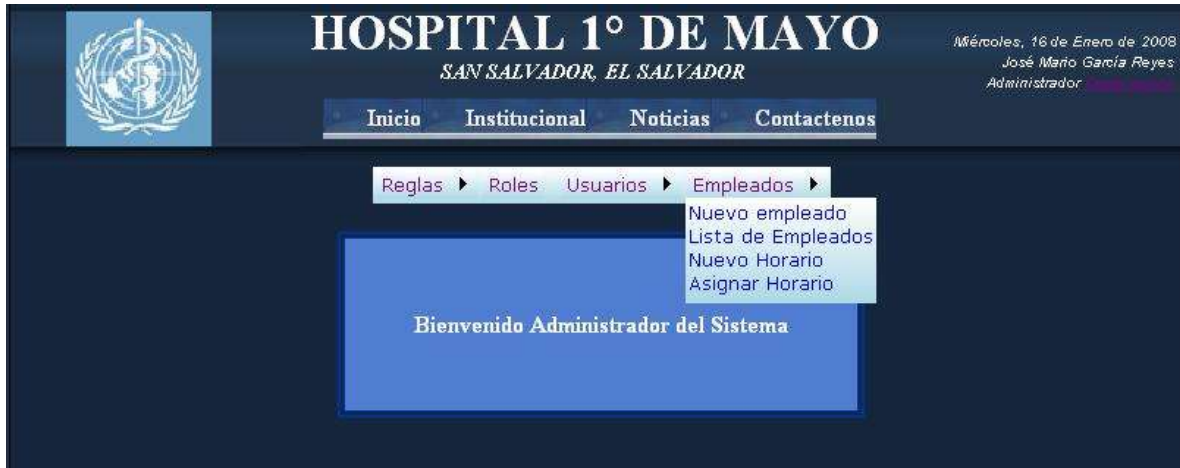 HOSPITAL 1° DE MAYO
SAN SALVADOR, EL SALVADOR
Miércoles, 16 de Enero de 2008
José Mario García Reyes
Administrador
Inicio Institucional Noticias Contactenos
Reglas Roles Usuarios Empleados
Nuevo empleado
Lista de Empleados
Nuevo Horario
Asignar Horario
Bienvenido Administrador del Sistema